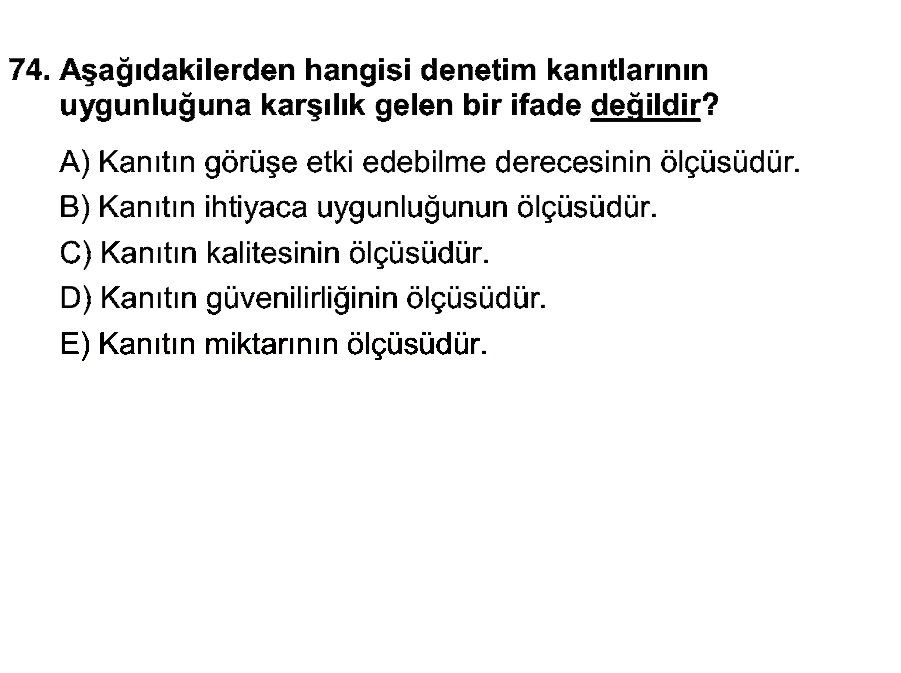 74. Aşağıdakilerden hangisi denetim kanıtlarının
uygunluğuna karşılık gelen bir ifade değildir?
A) Kanıtın görüşe etki edebilme derecesinin ölçüsüdür.
B) Kanıtın ihtiyaca uygunluğunun ölçüsüdür.
C) Kanıtın kalitesinin ölçüsüdür.
D) Kanıtın güvenilirliğinin ölçüsüdür.
E) Kanıtın miktarının ölçüsüdür.